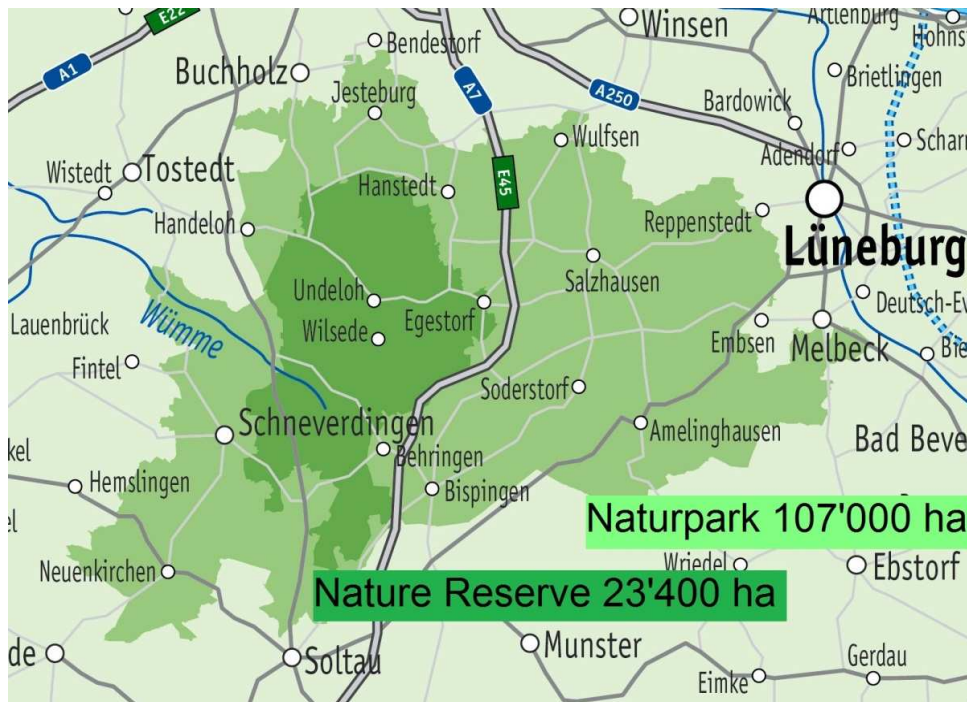 E22
Winsen
Artlenburg
Hohns
Bendestorf
A1
Buchholz
A7
A250
Brietlingen
Jesteburg
Bardowick
Wulfsen
Adendorf
Scharn
Tostedt
Wistedt
Hanstedt
E45
Reppenstedt
Handeloh
Lüneburg
Salzhausen
Undeloh
Egestorf
Deutsch-Ev
Wümme
Lauenbrück
Wilsede
Embsen
Melbeck
Bie
Fintel
Soderstorf
Schneverdingen
Amelinghausen
Bad Beve
kel
Behringen
Hemslingen
Bispingen
Naturpark 107'000 ha
el
Wriedel
Ebstorf
Neuenkirchen
Nature Reserve 23'400 ha
de
Soltau
Munster
Gerdau
Eimke